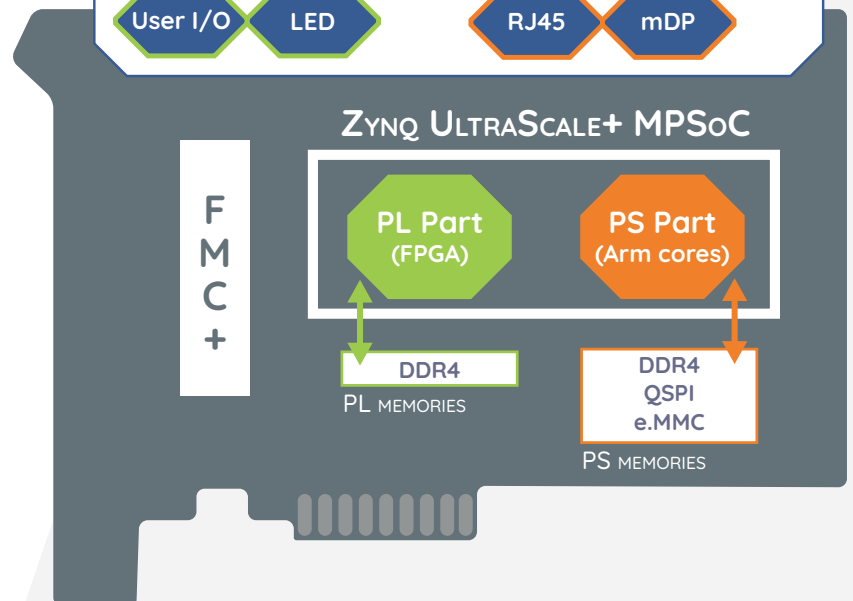 User I/O
LED
RJ45
mDP
ZYNQ ULTRASCALE+ MPSOC
F
M
C
+
PL Part
(FPGA)
PS Part
(Arm cores)
DDR4
PL MEMORIES
DDR4
QSPI
e.MMC
PS MEMORIES